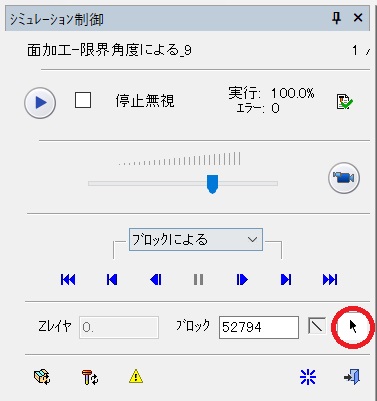 シミュレーション制御
面加工-限界角度による_9 1 /
停止無視 実行: 100.0%
エラー: 0
ブロックによる
Zレイヤ 0. ブロック 52794